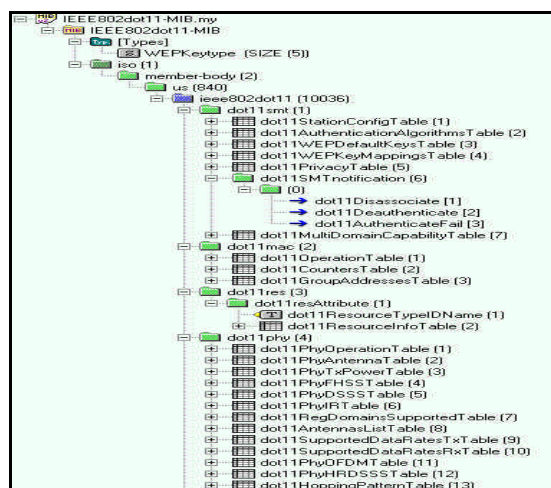 IEEE802dot11-MIB.my
IEEE802dot11-MIB
[Types]
WEPKeytype (SIZE (5))
iso (1)
member-body (2)
us (840)
ieee802dot11 (10036)
dot11smt (1)
dot11StationConfigTable (1)
dot11AuthenticationAlgorithmsTable (2)
dot11WEPDefaultKeysTable (3)
dot11WEPKeyMappingsTable (4)
dot11PrivacyTable (5)
dot11SMTnotification (6)
(0)
dot11Disassociate [1]
dot11Deauthenticate [2]
dot11AuthenticateFail [3]
dot11MultiDomainCapabilityTable (7)
dot11mac (2)
dot11OperationTable (1)
dot11CountersTable (2)
dot11GroupAddressesTable (3)
dot11res (3)
dot11resAttribute (1)
dot11ResourceTypeIDName (1)
dot11ResourceInfoTable (2)
dot11phy (4)
dot11PhyOperationTable (1)
dot11PhyAntennaTable (2)
dot11PhyTxPowerTable (3)
dot11PhyFHSSTable (4)
dot11PhyDSSSTable (5)
dot11PhyIRTable (6)
dot11RegDomainsSupportedTable (7)
dot11AntennasListTable (8)
dot11SupportedDataRatesTxTable (9)
dot11SupportedDataRatesRxTable (10)
dot11PhyOFDMTable (11)
dot11PhyHRDSSSTable (12)
dot11HoppingPatternTable (13)